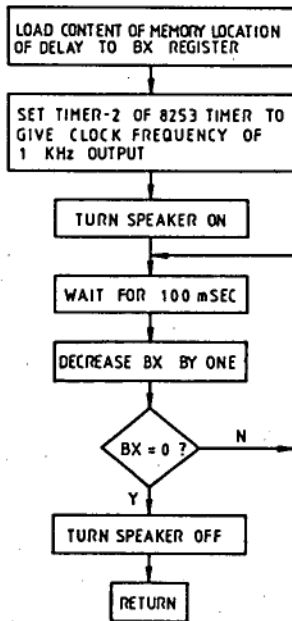 LOAD CONTENT OF MEMORY LOCATION
OF DELAY TO BX REGISTER
SET TIMER-2 OF 8253 TIMER TO
GIVE CLOCK FREQUENCY OF
1 KHz OUTPUT
TURN SPEAKER ON
WAIT FOR 100 mSEC
DECREASE BX BY ONE
BX = 0 ?
N
Y
TURN SPEAKER OFF
RETURN